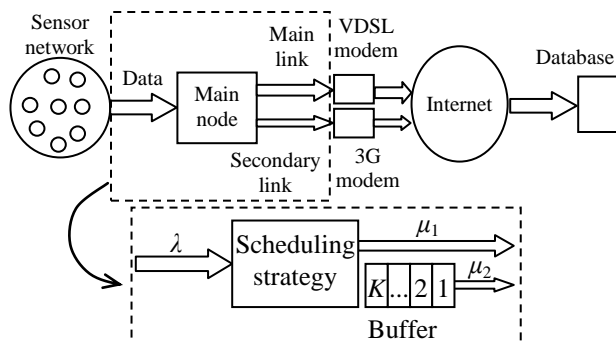 Sensor
network
Data
Main
node
Main
link
Secondary
link
VDSL
modem
3G
modem
Internet
Database
λ
Scheduling
strategy
μ1
μ2
K ... 2 1
Buffer